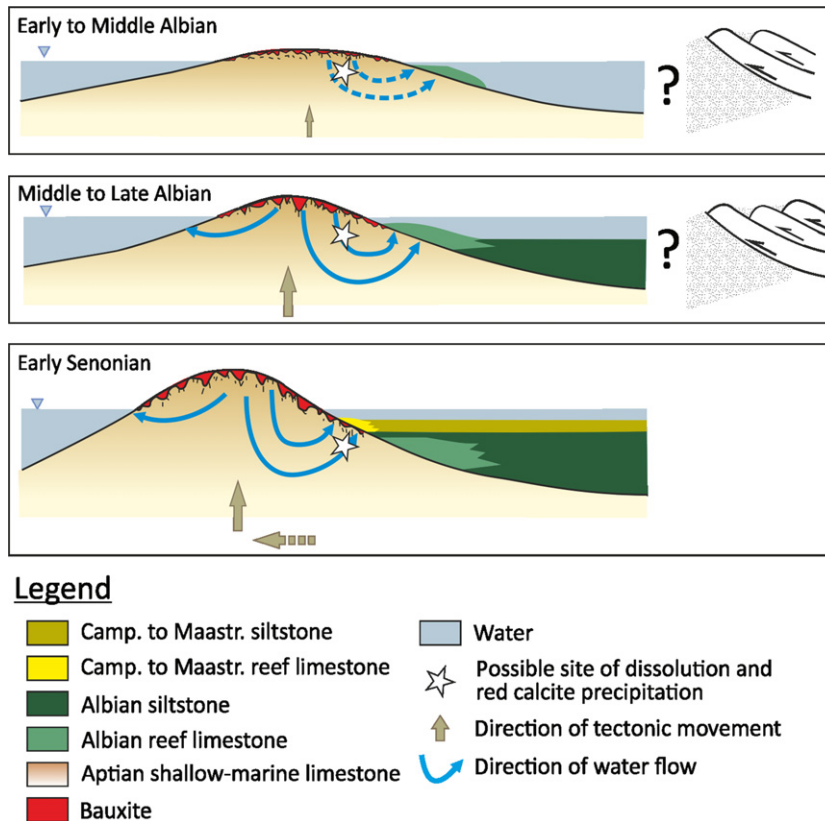 Early to Middle Albian
?
Middle to Late Albian
?
Early Senonian
Legend
Camp. to Maastr. siltstone
Camp. to Maastr. reef limestone
Albian siltstone
Albian reef limestone
Aptian shallow-marine limestone
Bauxite
Water
Possible site of dissolution and
red calcite precipitation
Direction of tectonic movement
Direction of water flow